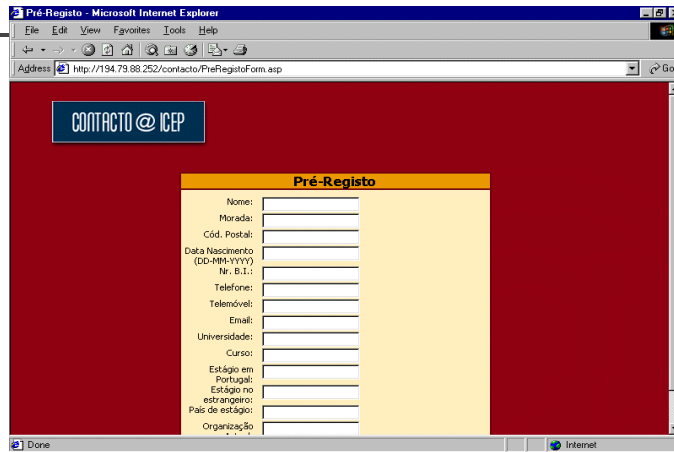 Pré-Registo - Microsoft Internet Explorer
File Edit View Favorites Tools Help
Address http://194.79.88.252/contacto/PreRegistoForm.asp Go
CONTACTO @ ICEP
Pré-Registo
Nome:
Morada:
Cód. Postal:
Data Nascimento
(DD-MM-YYYY)
Nr. B.I.:
Telefone:
Telemóvel:
Email:
Universidade:
Curso:
Estágio em
Portugal:
Estágio no
estrangeiro:
País de estágio:
Organização
Done Internet